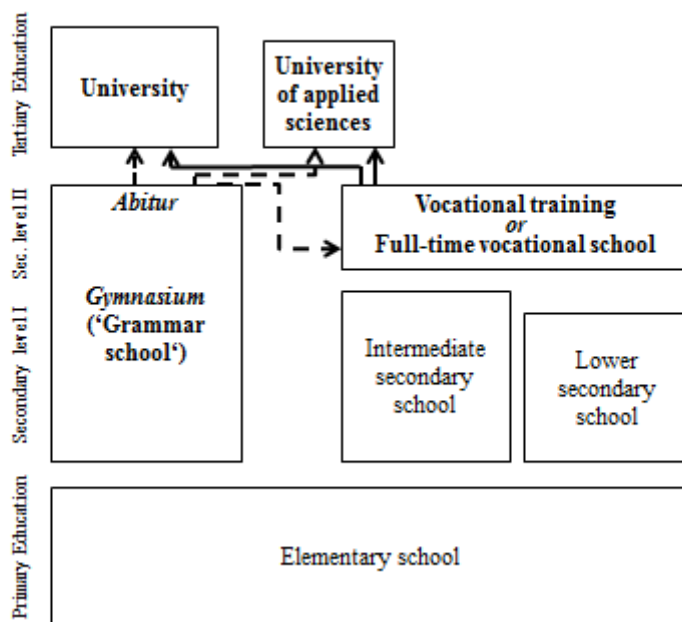 Tertiary Education
University
University
of applied
sciences
Sec. level II
Abitur
Vocational training
or
Full-time vocational school
Secondary level I
Gymnasium
(‘Grammar
school‘)
Intermediate
secondary
school
Lower
secondary
school
Primary Education
Elementary school